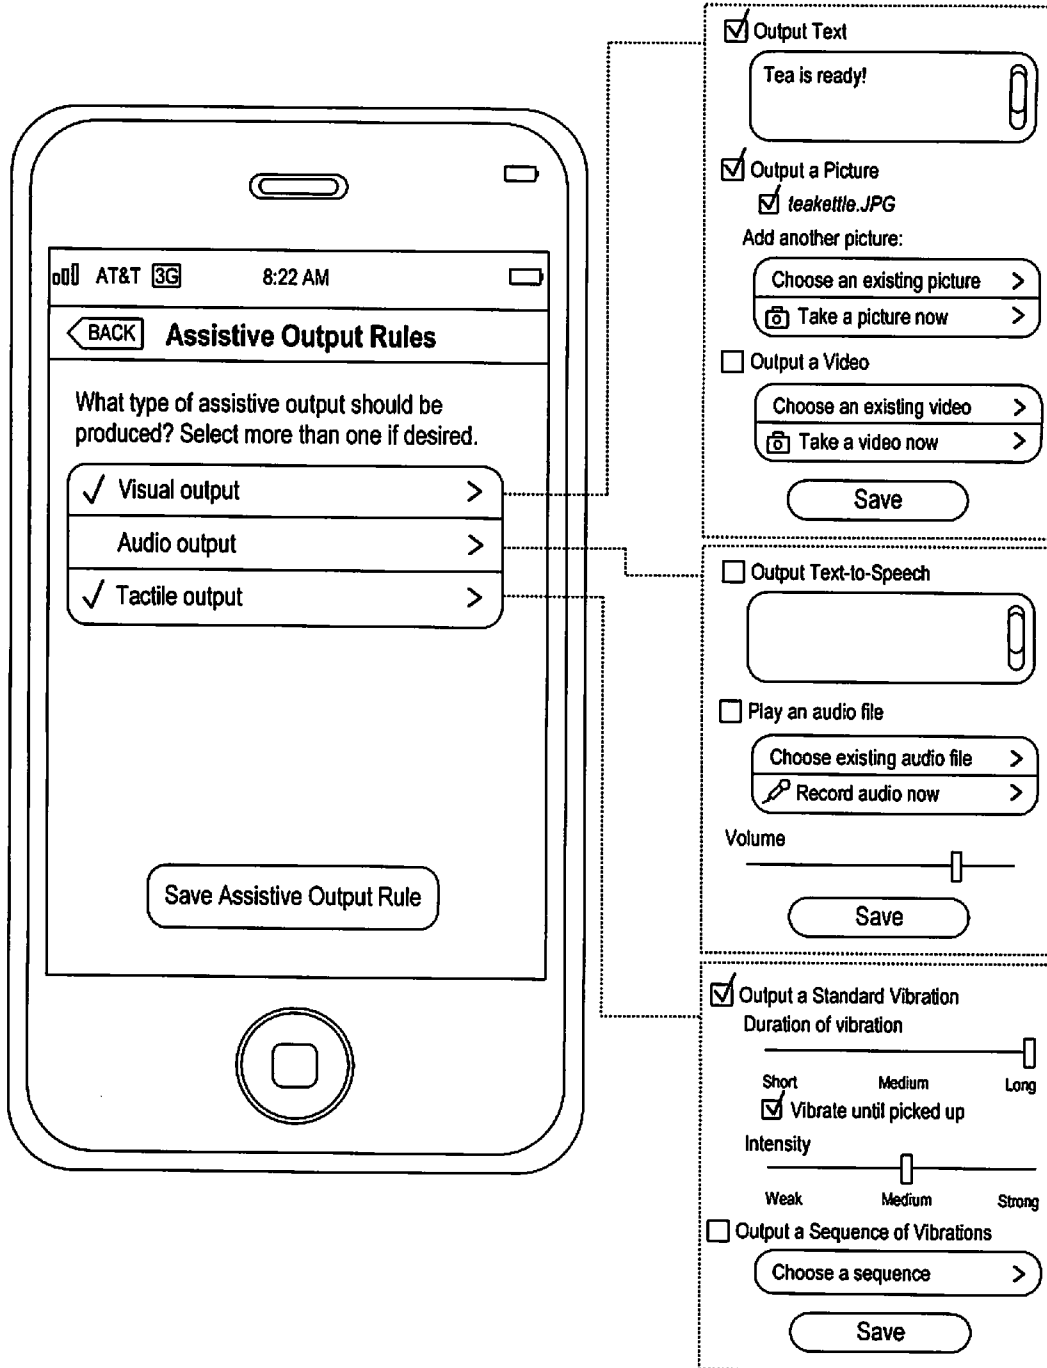 AT&T 3G 8:22 AM
BACK Assistive Output Rules
What type of assistive output should be
produced? Select more than one if desired.
Visual output >
Audio output >
Tactile output >
Save Assistive Output Rule
Output Text
Tea is ready!
Output a Picture
teakettle.JPG
Add another picture:
Choose an existing picture >
Take a picture now >
Output a Video
Choose an existing video >
Take a video now >
Save
Output Text-to-Speech
Play an audio file
Choose existing audio file >
Record audio now >
Volume
Save
Output a Standard Vibration
Duration of vibration
Short Medium Long
Vibrate until picked up
Intensity
Weak Medium Strong
Output a Sequence of Vibrations
Choose a sequence >
Save